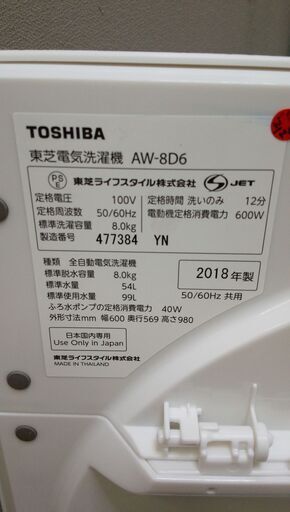 TOSHIBA
東芝電気洗濯機 AW-8D6
PS
E
東芝ライフスタイル株式会社 JET
定格電圧 100V 定格時間 洗いのみ 12分
定格周波数 50/60Hz 電動機定格消費電力 600W
標準洗濯容量 8.0kg
製造番号 477384 YN
種類 全自動電気洗濯機
標準脱水容量 8.0kg 2018年製
標準水量 54L
標準使用水量 99L 50/60Hz 共用
ふろ水ポンプの定格消費電力 40W
外形寸法mm 幅600 奥行569 高さ980
日本国内専用
Use Only in Japan
東芝ライフスタイル株式会社
MADE IN THAILAND